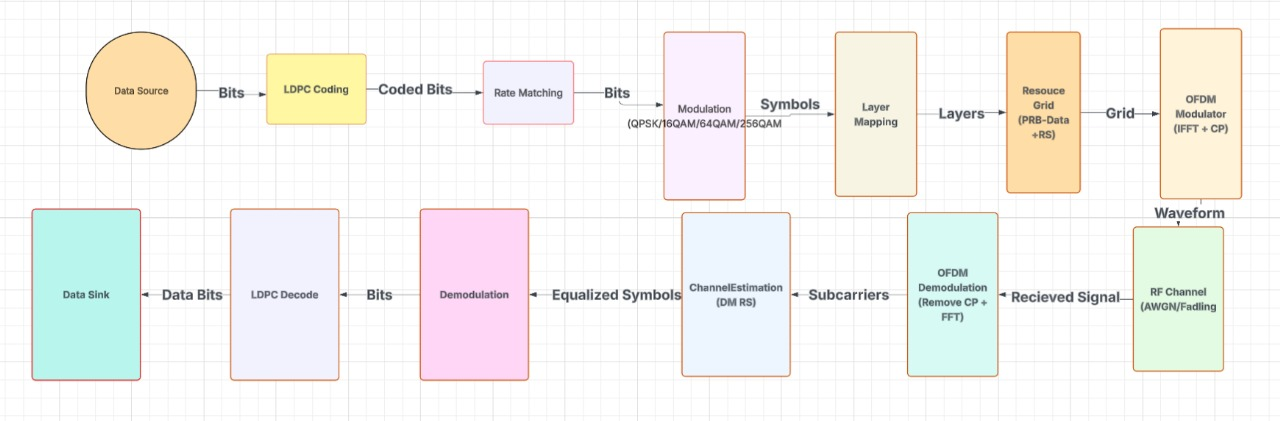 Data Source
Bits
LDPC Coding
Coded Bits
Rate Matching
Bits
Modulation
(QPSK/16QAM/64QAM/256QAM
Symbols
Layer
Mapping
Layers
Resouce
Grid
(PRB-Data
+RS)
Grid
OFDM
Modulator
(IFFT + CP)
Waveform
RF Channel
(AWGN/Fadling
Recieved Signal
OFDM
Demodulation
(Remove CP +
FFT)
Subcarriers
ChannelEstimation
(DM RS)
Equalized Symbols
Demodulation
Bits
LDPC Decode
Data Bits
Data Sink